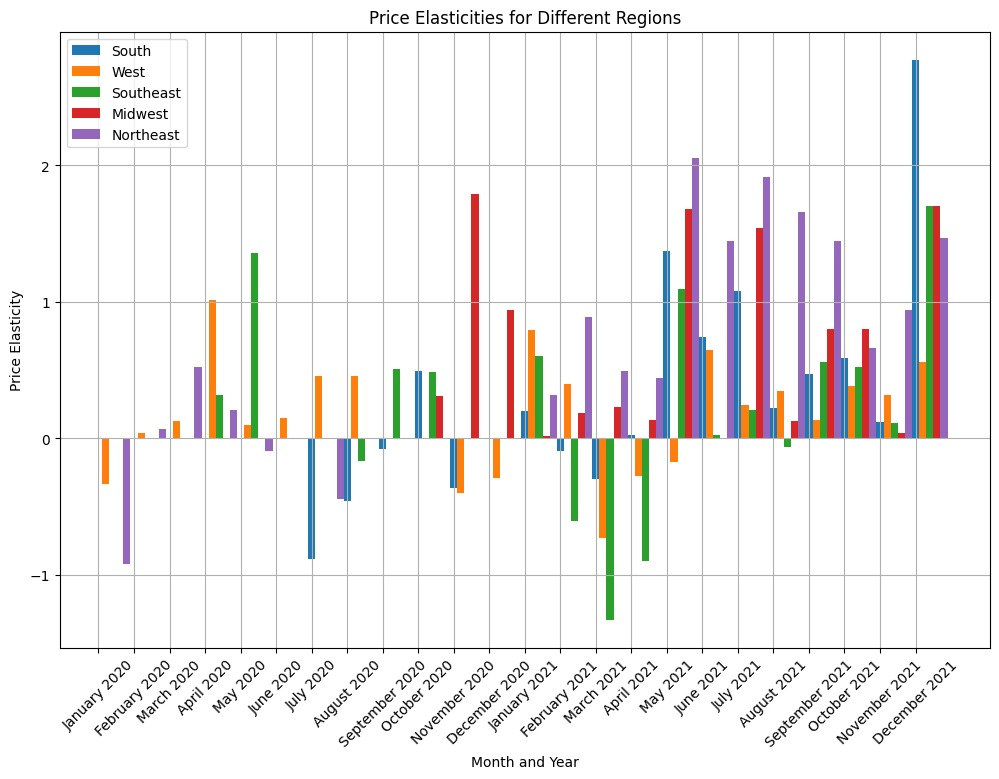 Price Elasticities for Different Regions
South
West
Southeast
Midwest
Northeast
Price Elasticity
2
1
0
−1
January 2020
February 2020
March 2020
April 2020
May 2020
June 2020
July 2020
August 2020
September 2020
October 2020
November 2020
December 2020
January 2021
February 2021
March 2021
April 2021
May 2021
June 2021
July 2021
August 2021
September 2021
October 2021
November 2021
December 2021
Month and Year